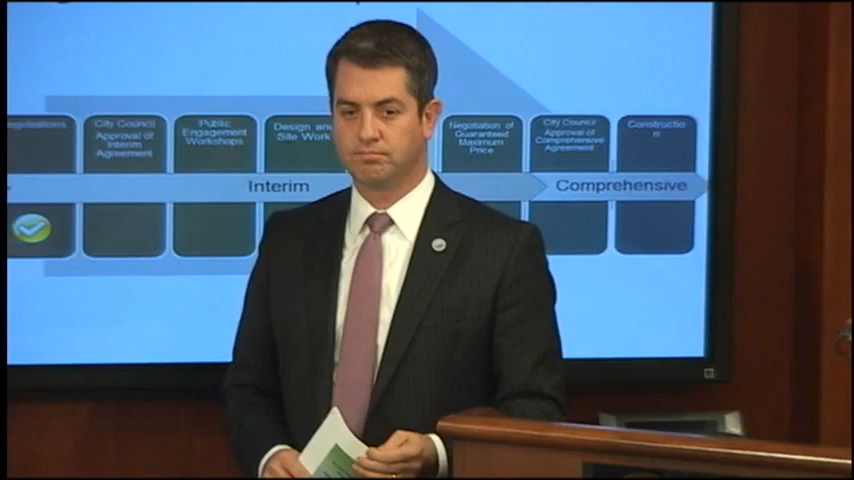 City Council
Approval of
Interim
Agreement
Public
Engagement
Workshops
Design and
Site Work
Negotiation of
Guaranteed
Maximum
Price
City Council
Approval of
Comprehensive
Agreement
Constructio
n
Interim
Comprehensive